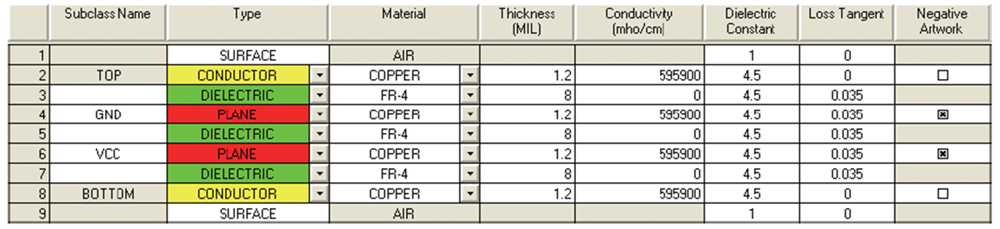 Subclass Name Type Material Thickness (MIL) Conductivity (mho/cm) Dielectric Constant Loss Tangent Negative Artwork
1 SURFACE AIR 1 0
2 TOP CONDUCTOR COPPER 1.2 595900 4.5 0
3 DIELECTRIC FR-4 8 0 4.5 0.035
4 GND PLANE COPPER 1.2 595900 4.5 0.035
5 DIELECTRIC FR-4 8 0 4.5 0.035
6 VCC PLANE COPPER 1.2 595900 4.5 0.035
7 DIELECTRIC FR-4 8 0 4.5 0.035
8 BOTTOM CONDUCTOR COPPER 1.2 595900 4.5 0
9 SURFACE AIR 1 0